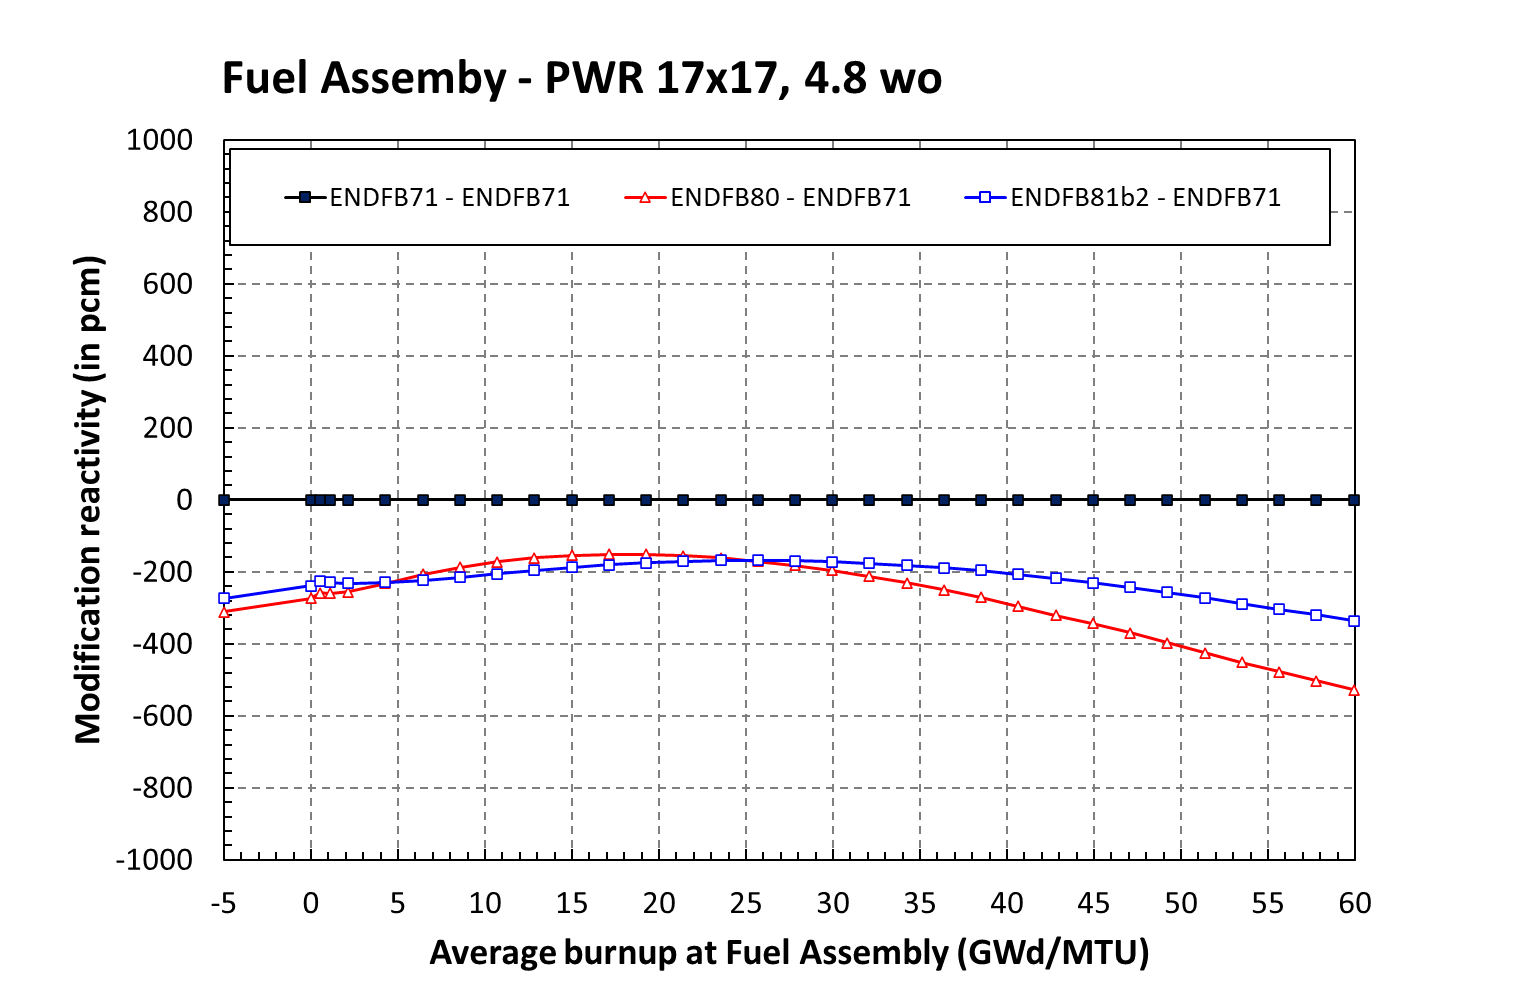 Fuel Assemby - PWR 17x17, 4.8 wo
ENDFB71 - ENDFB71 ENDFB80 - ENDFB71 ENDFB81b2 - ENDFB71
Modification reactivity (in pcm)
1000
800
600
400
200
0
-200
-400
-600
-800
-1000
-5 0 5 10 15 20 25 30 35 40 45 50 55 60
Average burnup at Fuel Assembly (GWd/MTU)